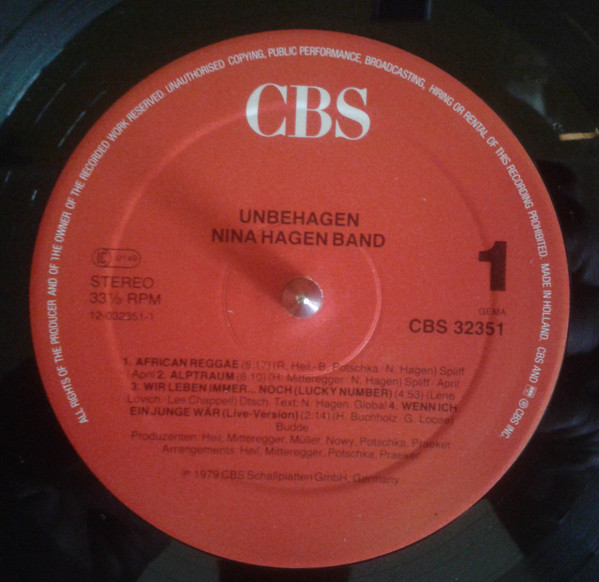 ALL RIGHTS OF THE PRODUCER AND OF THE OWNER OF THE RECORDED WORK RESERVED. UNAUTHORISED COPYING, PUBLIC PERFORMANCE, BROADCASTING, HIRING OR RENTAL OF THIS RECORDING PROHIBITED. MADE IN HOLLAND. CBS AND ® © CBS INC.
CBS
UNBEHAGEN
NINA HAGEN BAND
1
STEREO
33⅓ RPM
12-032351-1
GEMA
CBS 32351
1. AFRICAN REGGAE (R. Heil - B. Potschka - N. Hagen) Spliff
April 2. ALPTRAUM (H. Mitteregger - N. Hagen) Spliff - April
3: WIR LEBEN IMMER... NOCH (LUCKY NUMBER) (4:53) (Lene
Lovich - Les Chappell) Dtsch. Text: N. Hagen: Global 4. WENN ICH
EIN JUNGE WÄR (Live-Version) (2:14) (H. Buchholz - G. Loose)
Budde
Produzenten: Heil, Mitteregger, Müller, Nowy, Potschka, Praeker
Arrangements: Heil, Mitteregger, Potschka, Praeker
℗ 1979 CBS Schallplatten GmbH, Germany